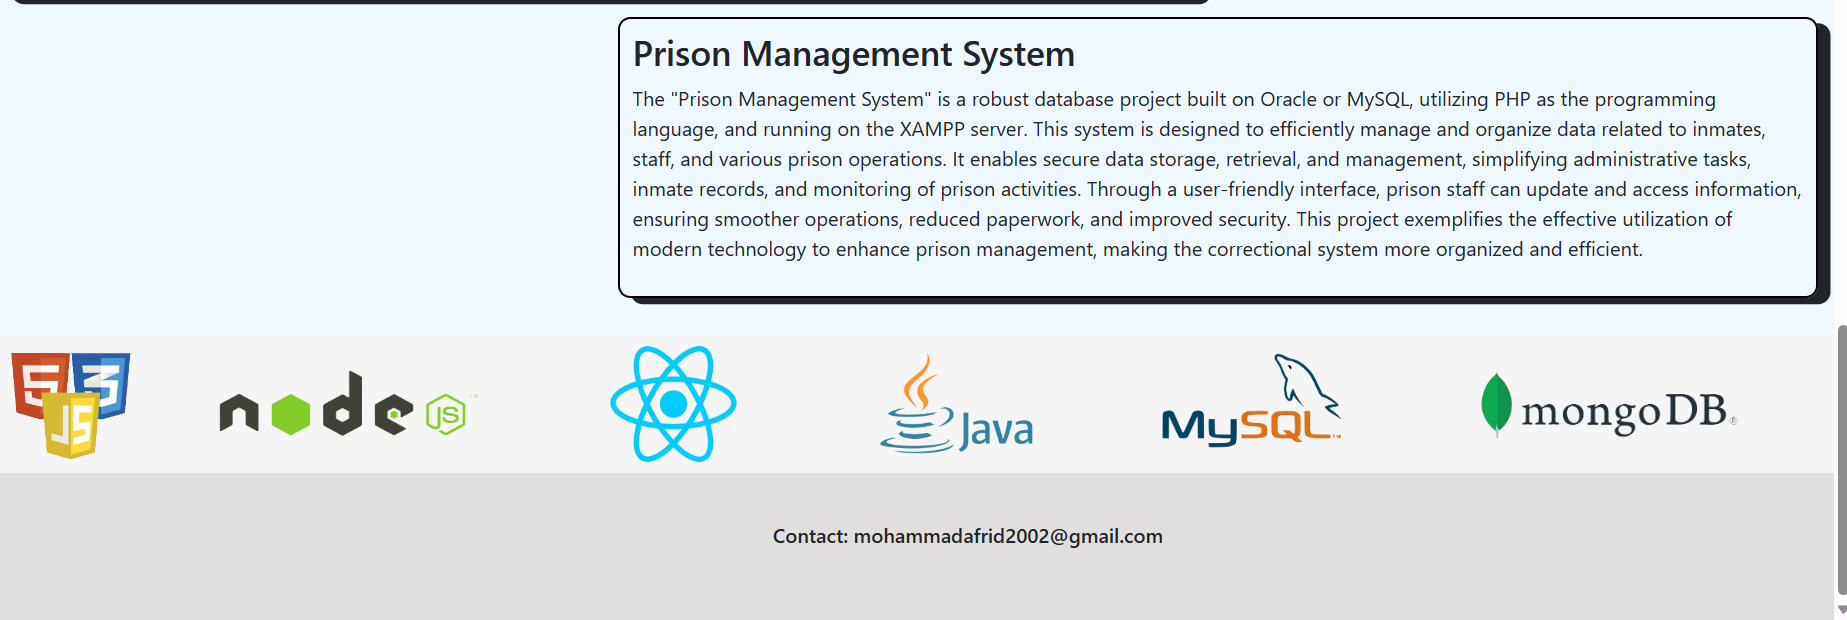 Prison Management System
The "Prison Management System" is a robust database project built on Oracle or MySQL, utilizing PHP as the programming
language, and running on the XAMPP server. This system is designed to efficiently manage and organize data related to inmates,
staff, and various prison operations. It enables secure data storage, retrieval, and management, simplifying administrative tasks,
inmate records, and monitoring of prison activities. Through a user-friendly interface, prison staff can update and access information,
ensuring smoother operations, reduced paperwork, and improved security. This project exemplifies the effective utilization of
modern technology to enhance prison management, making the correctional system more organized and efficient.
5 3 JS
node JS ™
Java
MySQL™
mongoDB®
Contact: mohammadafrid2002@gmail.com